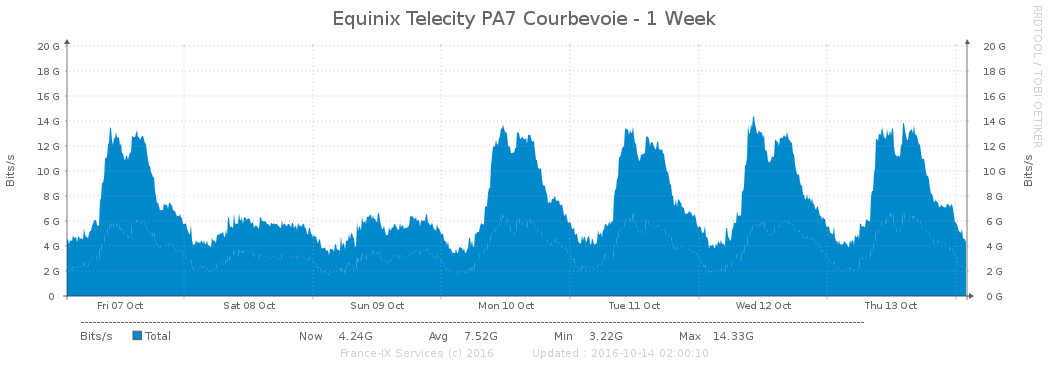 Equinix Telecity PA7 Courbevoie - 1 Week
RRDTOOL / TOBI OETIKER
Bits/s
20 G 20 G
18 G 18 G
16 G 16 G
14 G 14 G
12 G 12 G
10 G 10 G
8 G 8 G
6 G 6 G
4 G 4 G
2 G 2 G
0 0 G
Bits/s
Fri 07 Oct Sat 08 Oct Sun 09 Oct Mon 10 Oct Tue 11 Oct Wed 12 Oct Thu 13 Oct
Bits/s Total Now 4.24G Avg 7.52G Min 3.22G Max 14.33G
France-IX Services (c) 2016 Updated : 2016-10-14 02:00:10